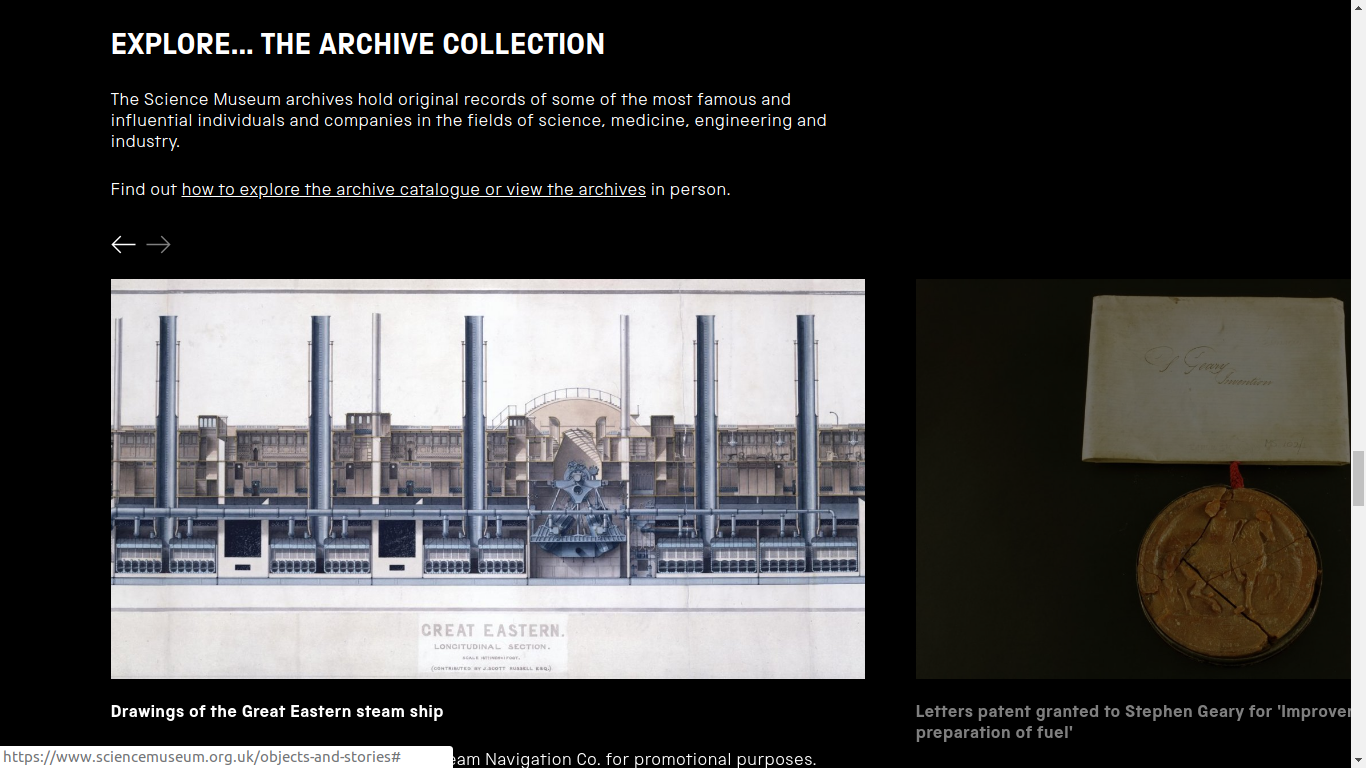 EXPLORE... THE ARCHIVE COLLECTION
The Science Museum archives hold original records of some of the most famous and
influential individuals and companies in the fields of science, medicine, engineering and
industry.
Find out how to explore the archive catalogue or view the archives in person.
GREAT EASTERN.
LONGITUDINAL SECTION.
(CONTRIBUTED BY J. SCOTT RUSSELL ESQ.)
Geary
Drawings of the Great Eastern steam ship
Letters patent granted to Stephen Geary for 'Improve
preparation of fuel'
eam Navigation Co. for promotional purposes.
https://www.sciencemuseum.org.uk/objects-and-stories#